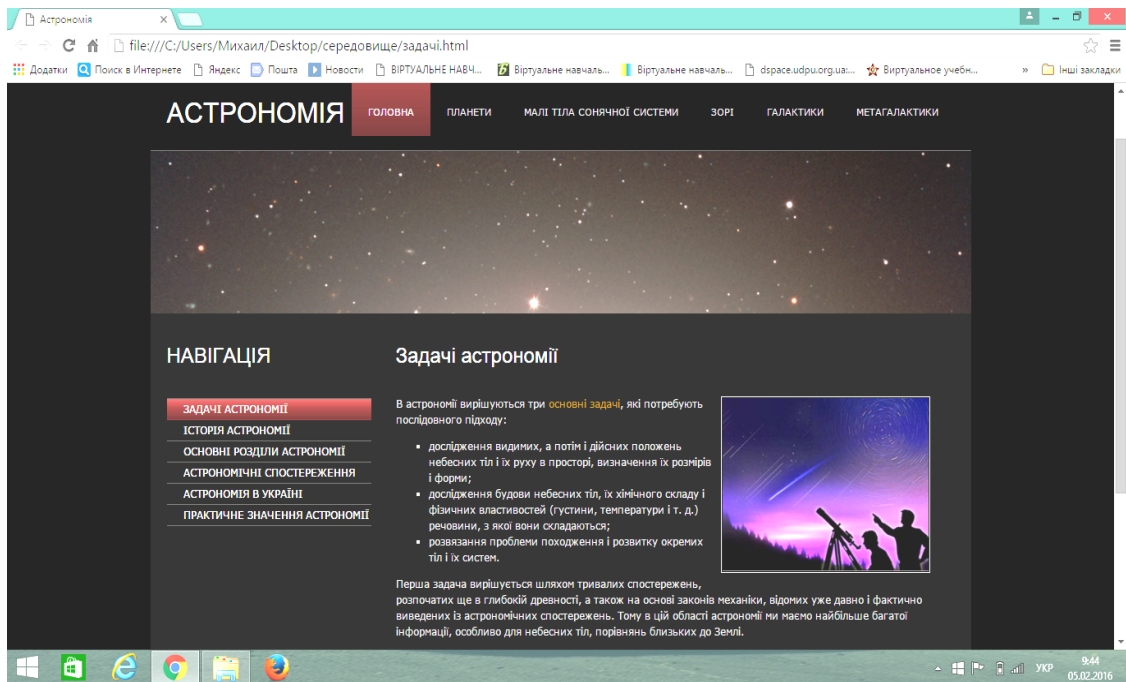 Астрономія
file:///C:/Users/Михаил/Desktop/середовище/задачі.html
Додатки Поиск в Интернете Яндекс Пошта Новости ВІРТУАЛЬНЕ НАВЧ... Віртуальне навчаль... Віртуальне навчаль... dspace.udpu.org.ua:... Виртуальное учебн... » Інші закладки
АСТРОНОМІЯ ГОЛОВНА ПЛАНЕТИ МАЛІ ТІЛА СОНЯЧНОЇ СИСТЕМИ ЗОРІ ГАЛАКТИКИ МЕТАГАЛАКТИКИ
НАВІГАЦІЯ
ЗАДАЧІ АСТРОНОМІЇ
ІСТОРІЯ АСТРОНОМІЇ
ОСНОВНІ РОЗДІЛИ АСТРОНОМІЇ
АСТРОНОМІЧНІ СПОСТЕРЕЖЕННЯ
АСТРОНОМІЯ В УКРАЇНІ
ПРАКТИЧНЕ ЗНАЧЕННЯ АСТРОНОМІЇ
Задачі астрономії
В астрономії вирішуються три основні задачі, які потребують
послідовного підходу:
дослідження видимих, а потім і дійсних положень
небесних тіл і їх руху в просторі, визначення їх розмірів
і форми;
дослідження будови небесних тіл, їх хімічного складу і
фізичних властивостей (густини, температури і т. д.)
речовини, з якої вони складаються;
розвязання проблеми походження і розвитку окремих
тіл і їх систем.
Перша задача вирішується шляхом тривалих спостережень,
розпочатих ще в глибокій древності, а також на основі законів механіки, відомих уже давно і фактично
виведених із астрономічних спостережень. Тому в цій області астрономії ми маємо найбільше багатої
інформації, особливо для небесних тіл, порівнянь близьких до Землі.
УКР 9:44
05.02.2016